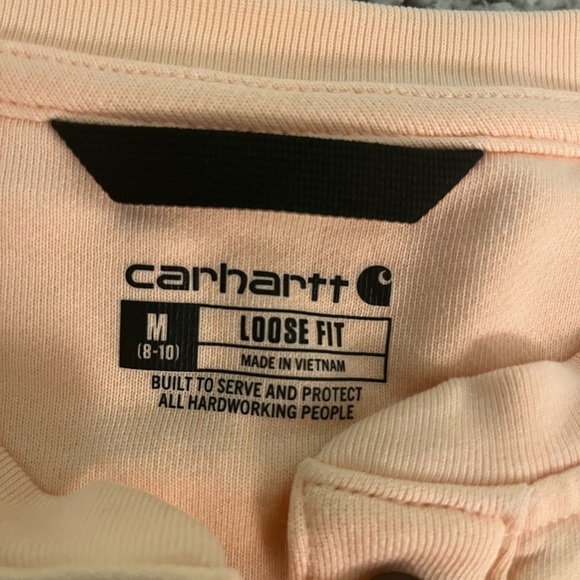 carhartt
M
(8-10)
LOOSE FIT
MADE IN VIETNAM
BUILT TO SERVE AND PROTECT
ALL HARDWORKING PEOPLE